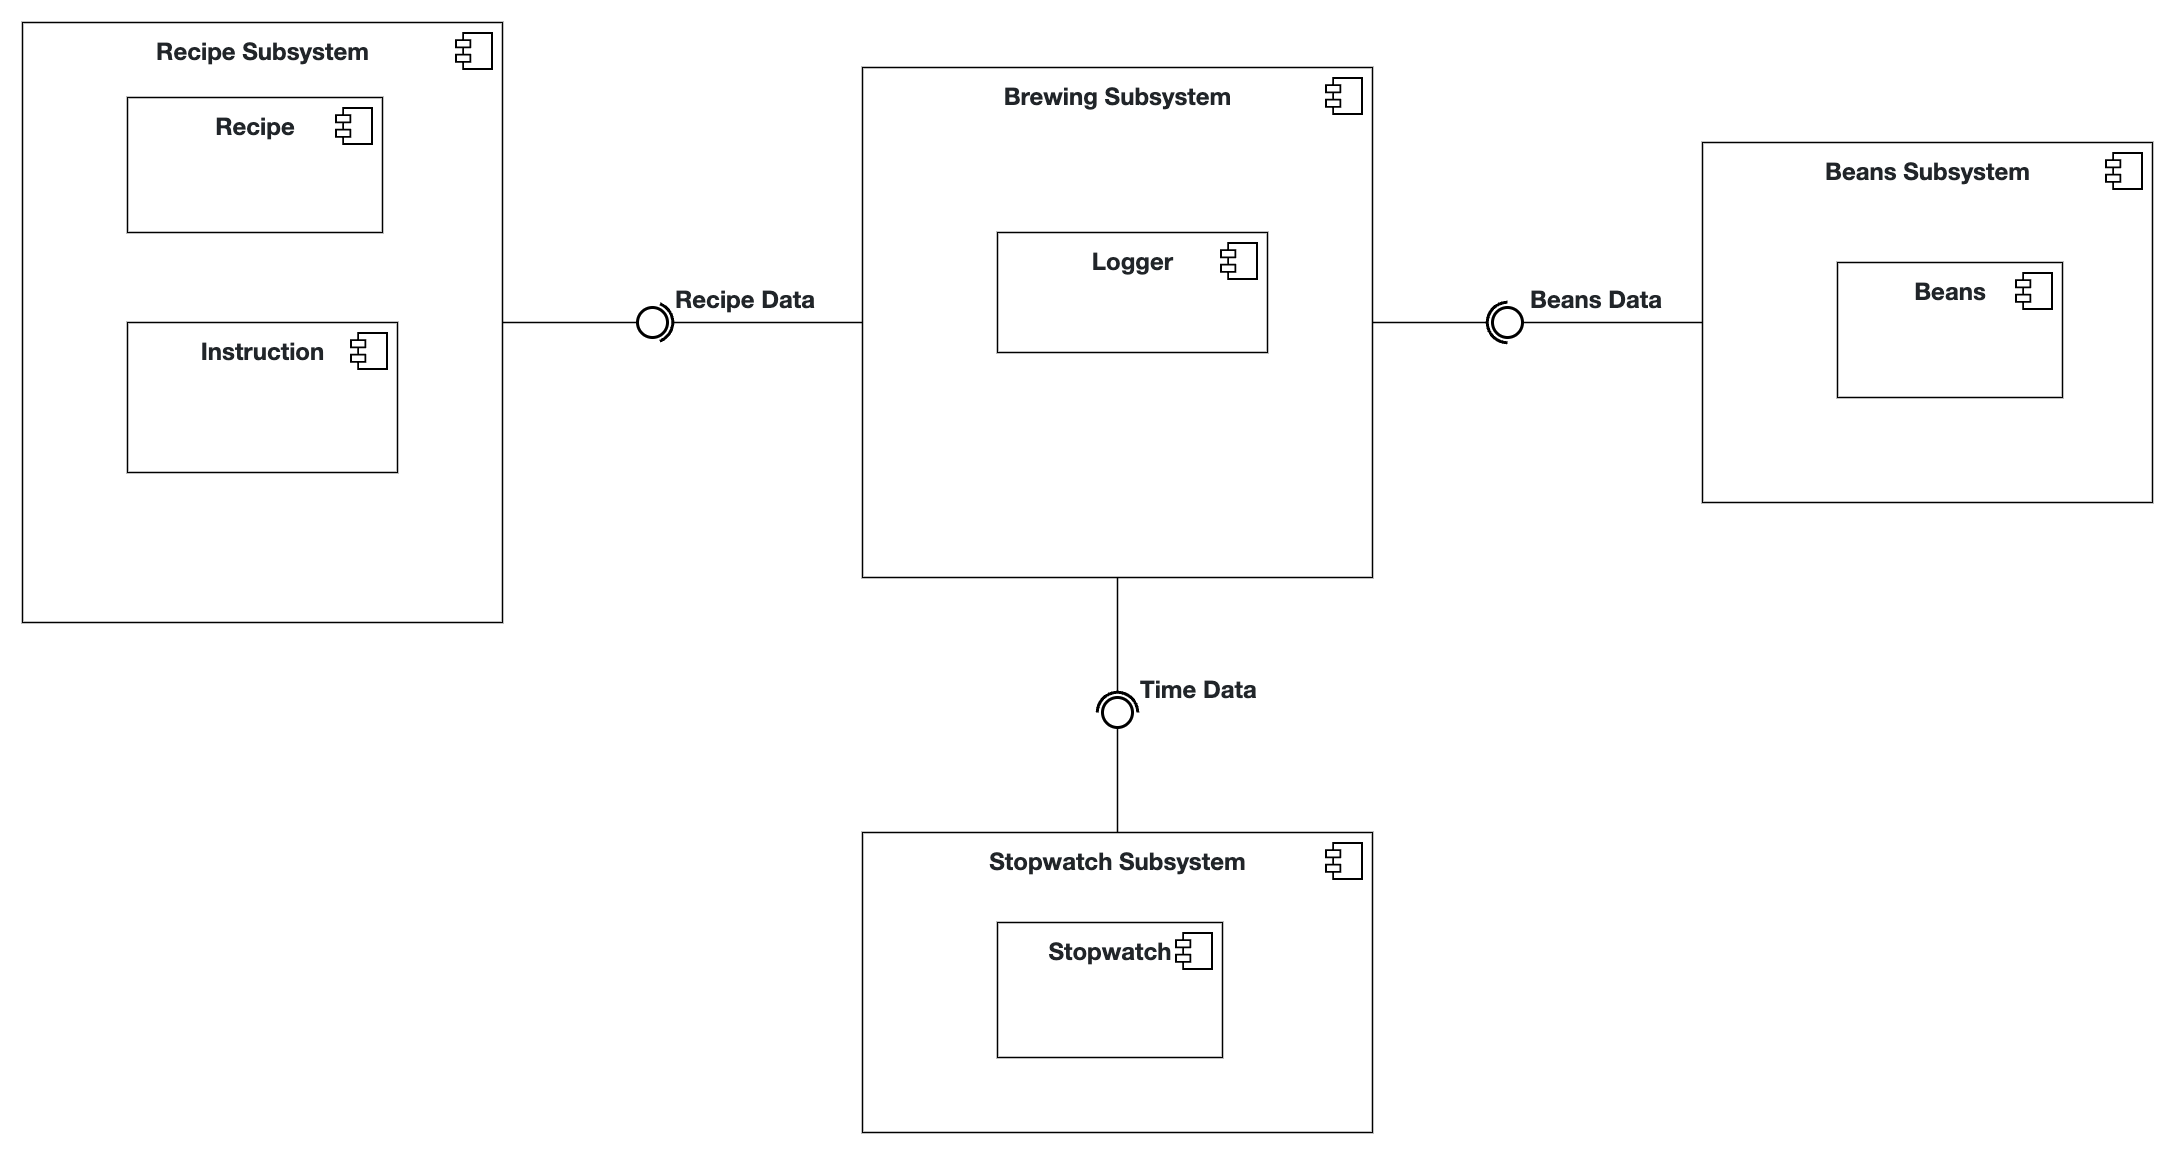 Recipe Subsystem
Recipe
Instruction
Recipe Data
Brewing Subsystem
Logger
Beans Data
Beans Subsystem
Beans
Time Data
Stopwatch Subsystem
Stopwatch